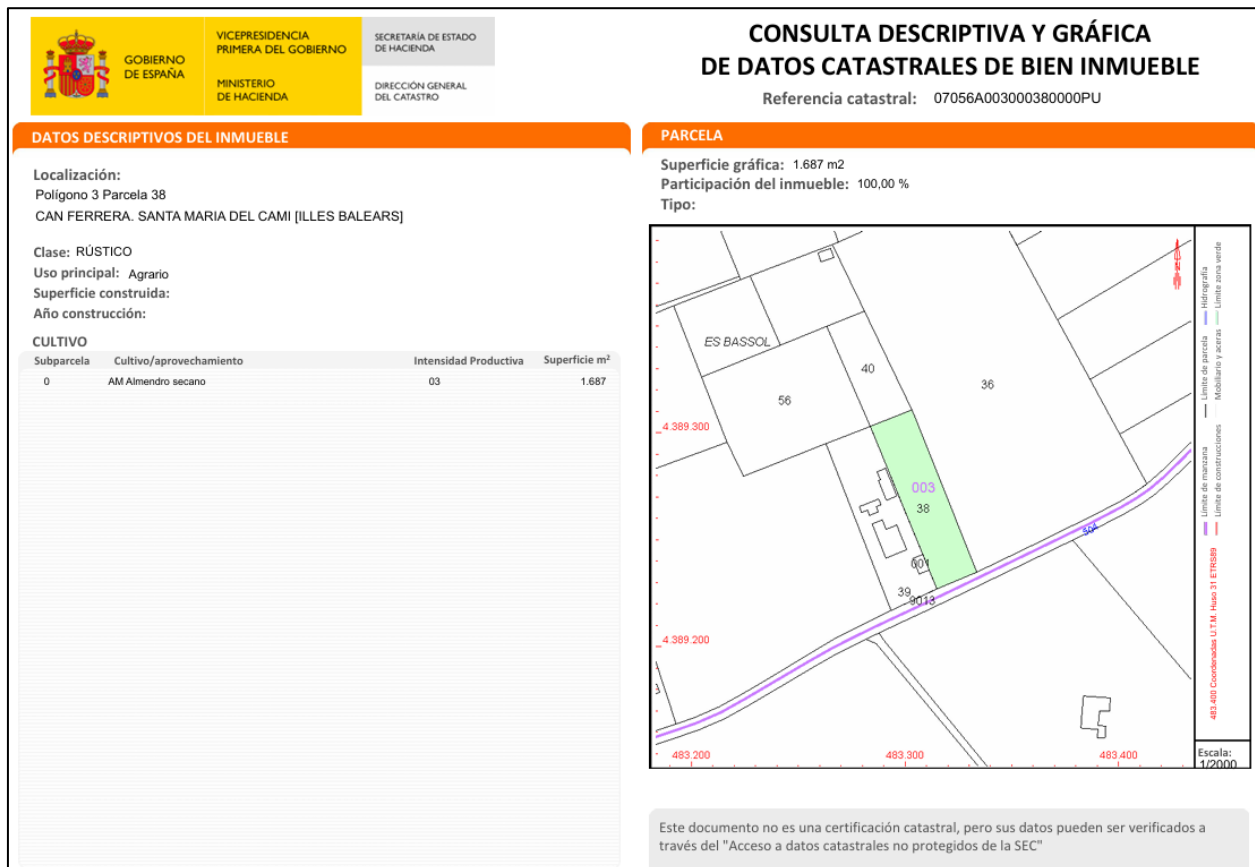 GOBIERNO
DE ESPAÑA
VICEPRESIDENCIA
PRIMERA DEL GOBIERNO
MINISTERIO
DE HACIENDA
SECRETARÍA DE ESTADO
DE HACIENDA
DIRECCIÓN GENERAL
DEL CATASTRO
CONSULTA DESCRIPTIVA Y GRÁFICA
DE DATOS CATASTRALES DE BIEN INMUEBLE
Referencia catastral: 07056A003000380000PU
DATOS DESCRIPTIVOS DEL INMUEBLE
Localización:
Polígono 3 Parcela 38
CAN FERRERA. SANTA MARIA DEL CAMI [ILLES BALEARS]
Clase: RÚSTICO
Uso principal: Agrario
Superficie construida:
Año construcción:
CULTIVO
Subparcela Cultivo/aprovechamiento Intensidad Productiva Superficie m²
0 AM Almendro secano 03 1.687
PARCELA
Superficie gráfica: 1.687 m2
Participación del inmueble: 100,00 %
Tipo:
ES BASSOL
40
36
56
4.389.300
003
38
304
001
39
9013
4.389.200
483.200 483.300 483.400
Hidrografía
Límite zona verde
Límite de parcela
Mobiliario y aceras
Límite de manzana
Límite de construcciones
483.400 Coordenadas U.T.M. Huso 31 ETRS89
Escala:
1/2000
Este documento no es una certificación catastral, pero sus datos pueden ser verificados a
través del "Acceso a datos catastrales no protegidos de la SEC"